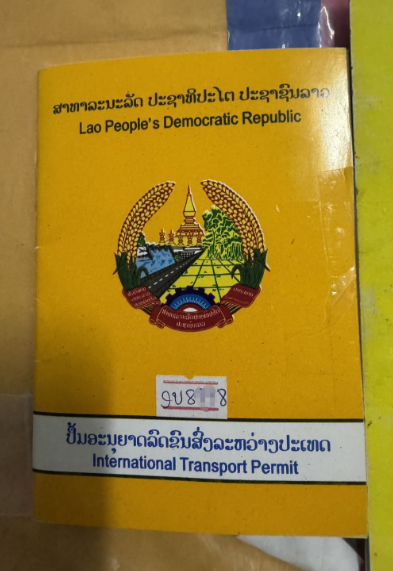 ສາທາລະນະລັດ ປະຊາທິປະໄຕ ປະຊາຊົນລາວ
Lao People's Democratic Republic
ປຶ້ມອະນຸຍາດລົດຂົນສົ່ງລະຫວ່າງປະເທດ
International Transport Permit